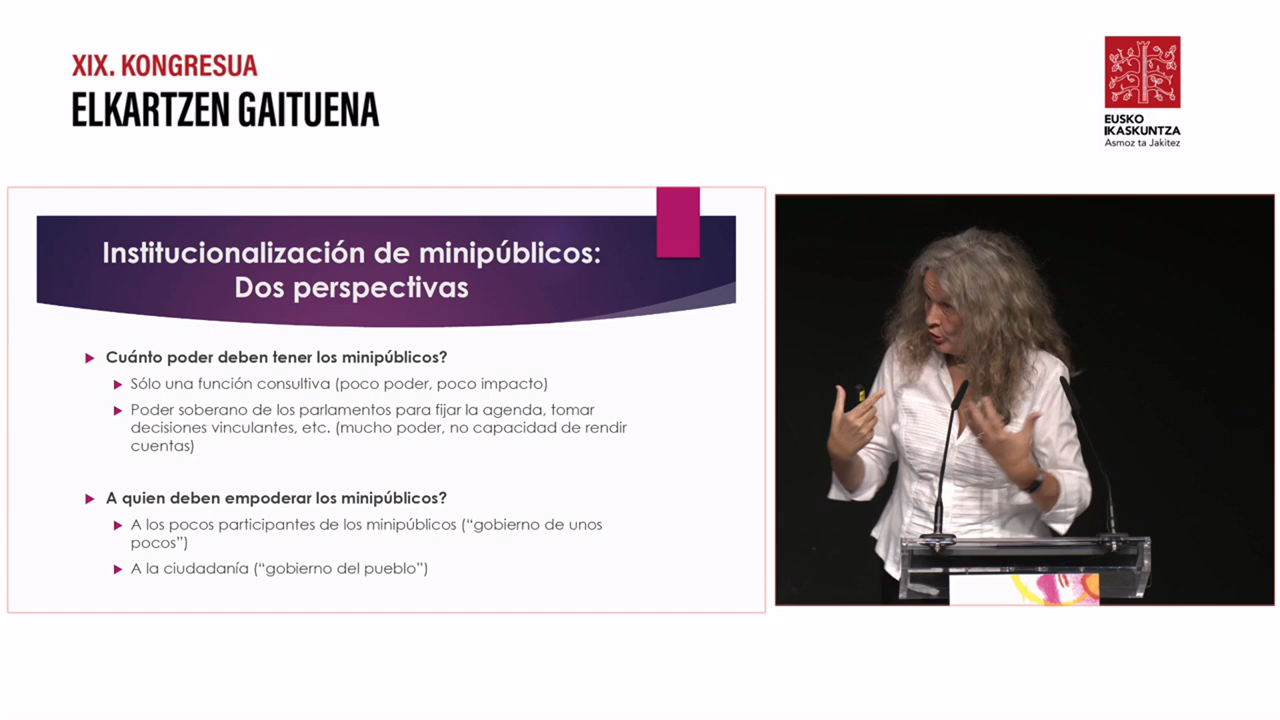 XIX. KONGRESUA
ELKARTZEN GAITUENA
EUSKO
IKASKUNTZA
Asmoz ta Jakitez
Institucionalización de minipúblicos:
Dos perspectivas
Cuánto poder deben tener los minipúblicos?
Sólo una función consultiva (poco poder, poco impacto)
Poder soberano de los parlamentos para fijar la agenda, tomar
decisiones vinculantes, etc. (mucho poder, no capacidad de rendir
cuentas)
A quien deben empoderar los minipúblicos?
A los pocos participantes de los minipúblicos (“gobierno de unos
pocos”)
A la ciudadanía (“gobierno del pueblo”)